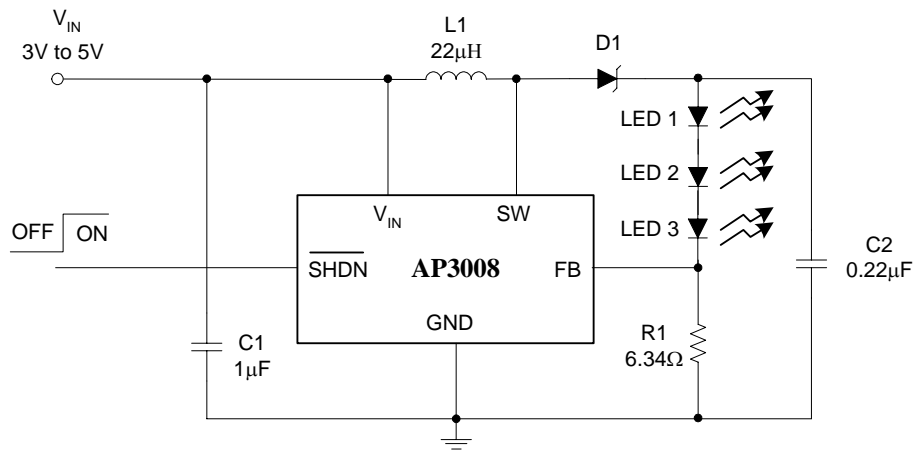 V_IN
3V to 5V
L1
22μH
D1
LED 1
LED 2
LED 3
V_IN
SW
OFF
ON
SHDN
AP3008
FB
GND
C1
1μF
R1
6.34Ω
C2
0.22μF